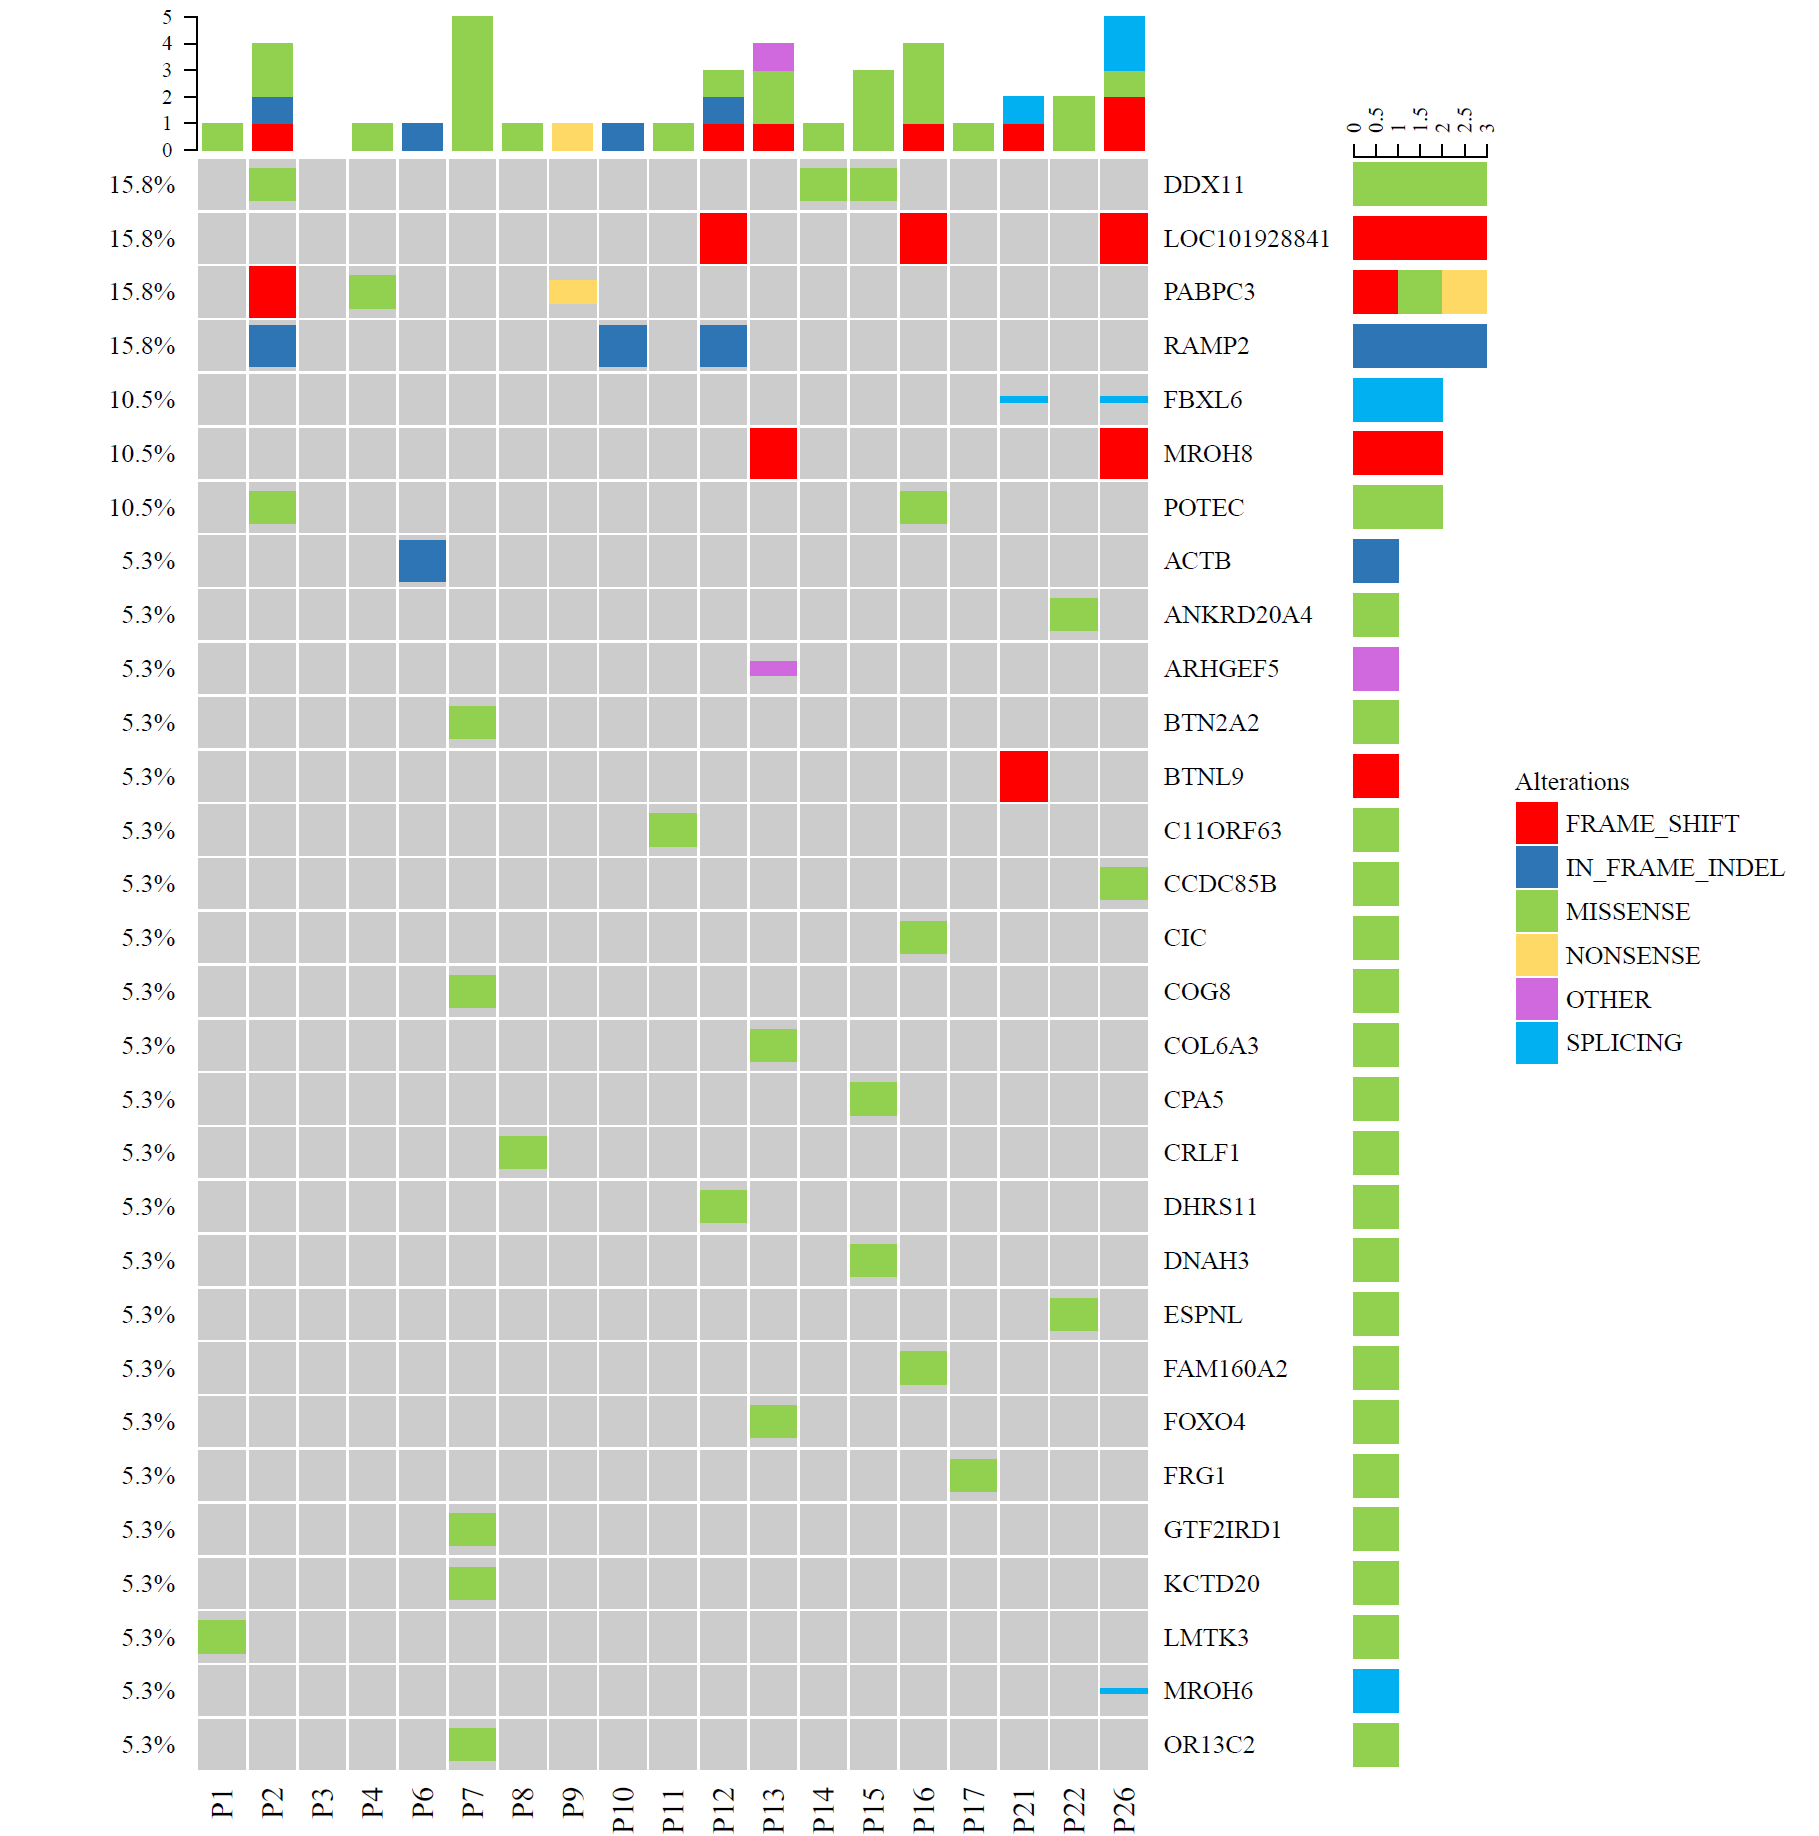 5
4
3
2
1
0
0 0.5 1 1.5 2 2.5 3
15.8% DDX11
15.8% LOC101928841
15.8% PABPC3
15.8% RAMP2
10.5% FBXL6
10.5% MROH8
10.5% POTEC
5.3% ACTB
5.3% ANKRD20A4
5.3% ARHGEF5
5.3% BTN2A2
5.3% BTNL9
5.3% C11ORF63
5.3% CCDC85B
5.3% CIC
5.3% COG8
5.3% COL6A3
5.3% CPA5
5.3% CRLF1
5.3% DHRS11
5.3% DNAH3
5.3% ESPNL
5.3% FAM160A2
5.3% FOXO4
5.3% FRG1
5.3% GTF2IRD1
5.3% KCTD20
5.3% LMTK3
5.3% MROH6
5.3% OR13C2
P1 P2 P3 P4 P6 P7 P8 P9 P10 P11 P12 P13 P14 P15 P16 P17 P21 P22 P26
Alterations
FRAME_SHIFT
IN_FRAME_INDEL
MISSENSE
NONSENSE
OTHER
SPLICING